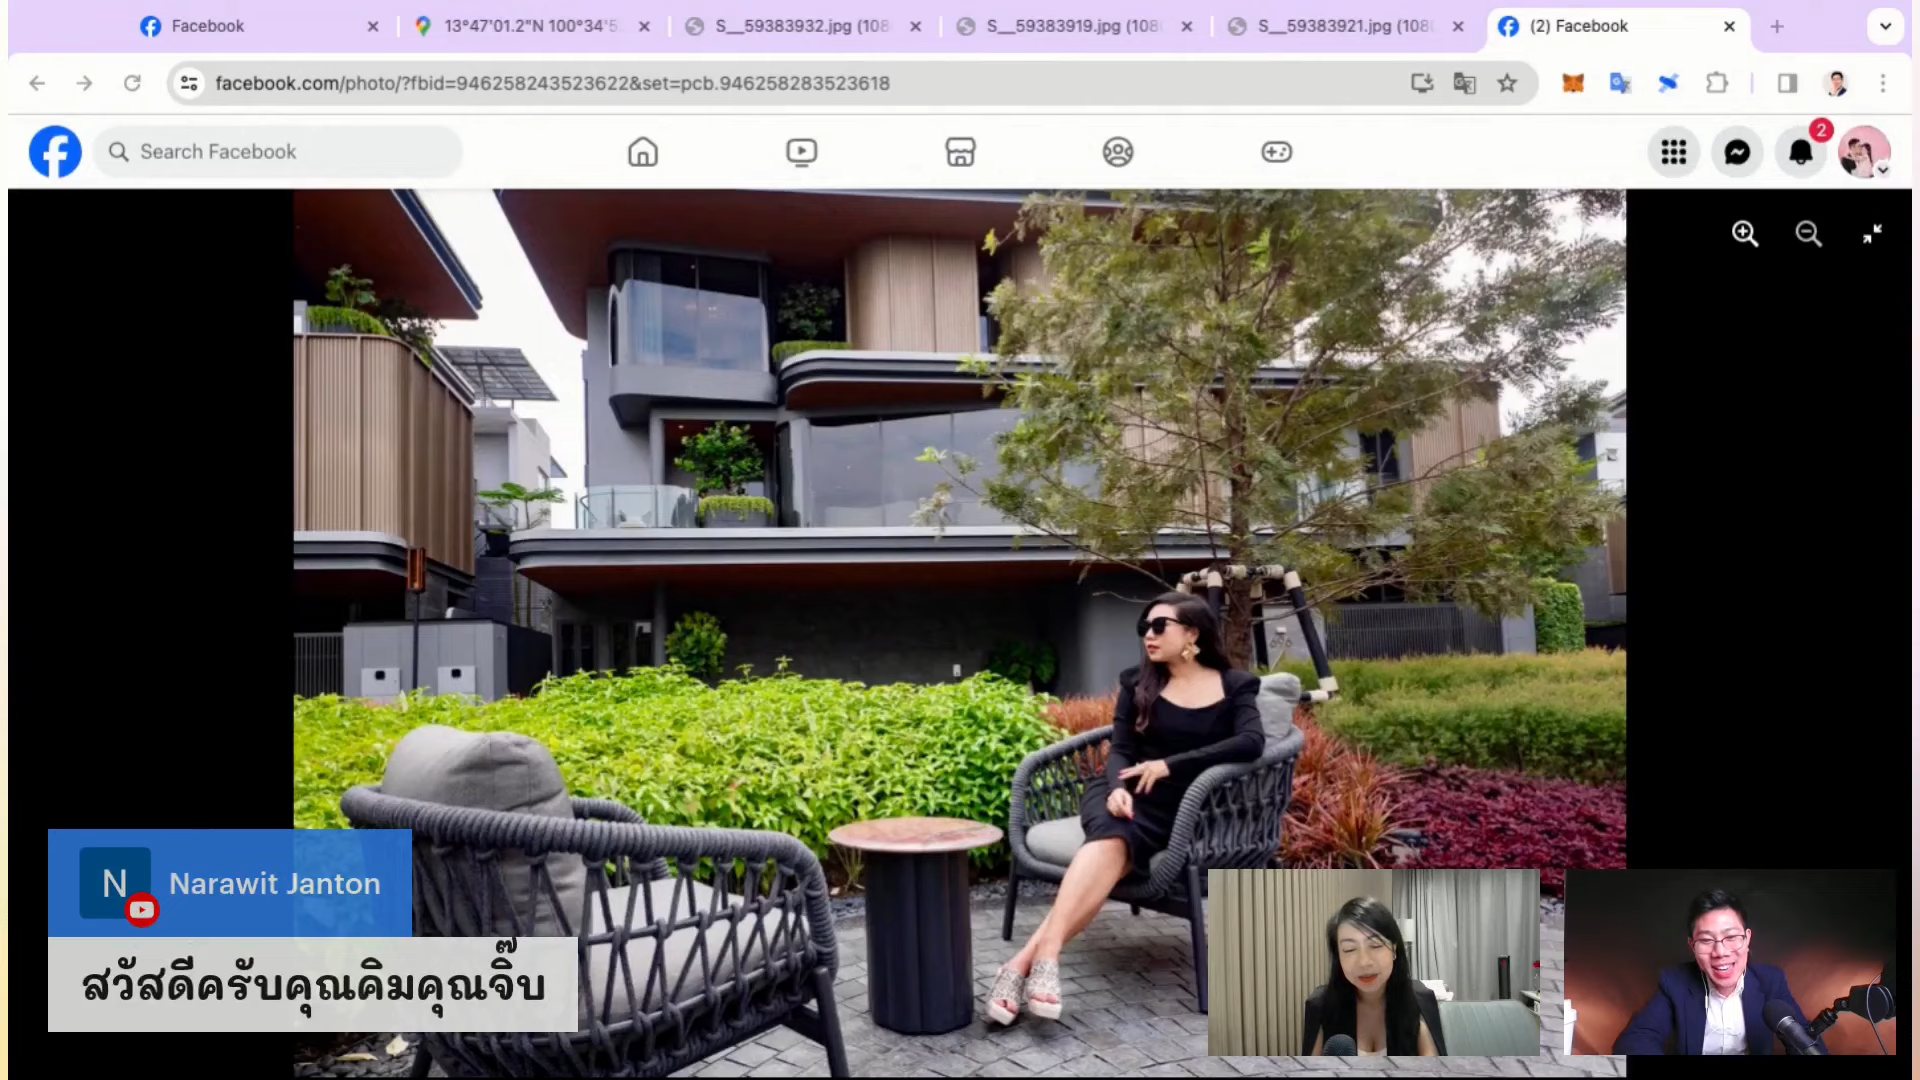 Facebook
13°47'01.2"N 100°34'5
S__59383932.jpg (108
S__59383919.jpg (108
S__59383921.jpg (108
(2) Facebook
facebook.com/photo/?fbid=946258243523622&set=pcb.946258283523618
Search Facebook
2
N
Narawit Janton
สวัสดีครับคุณคิมคุณจิ๊บ